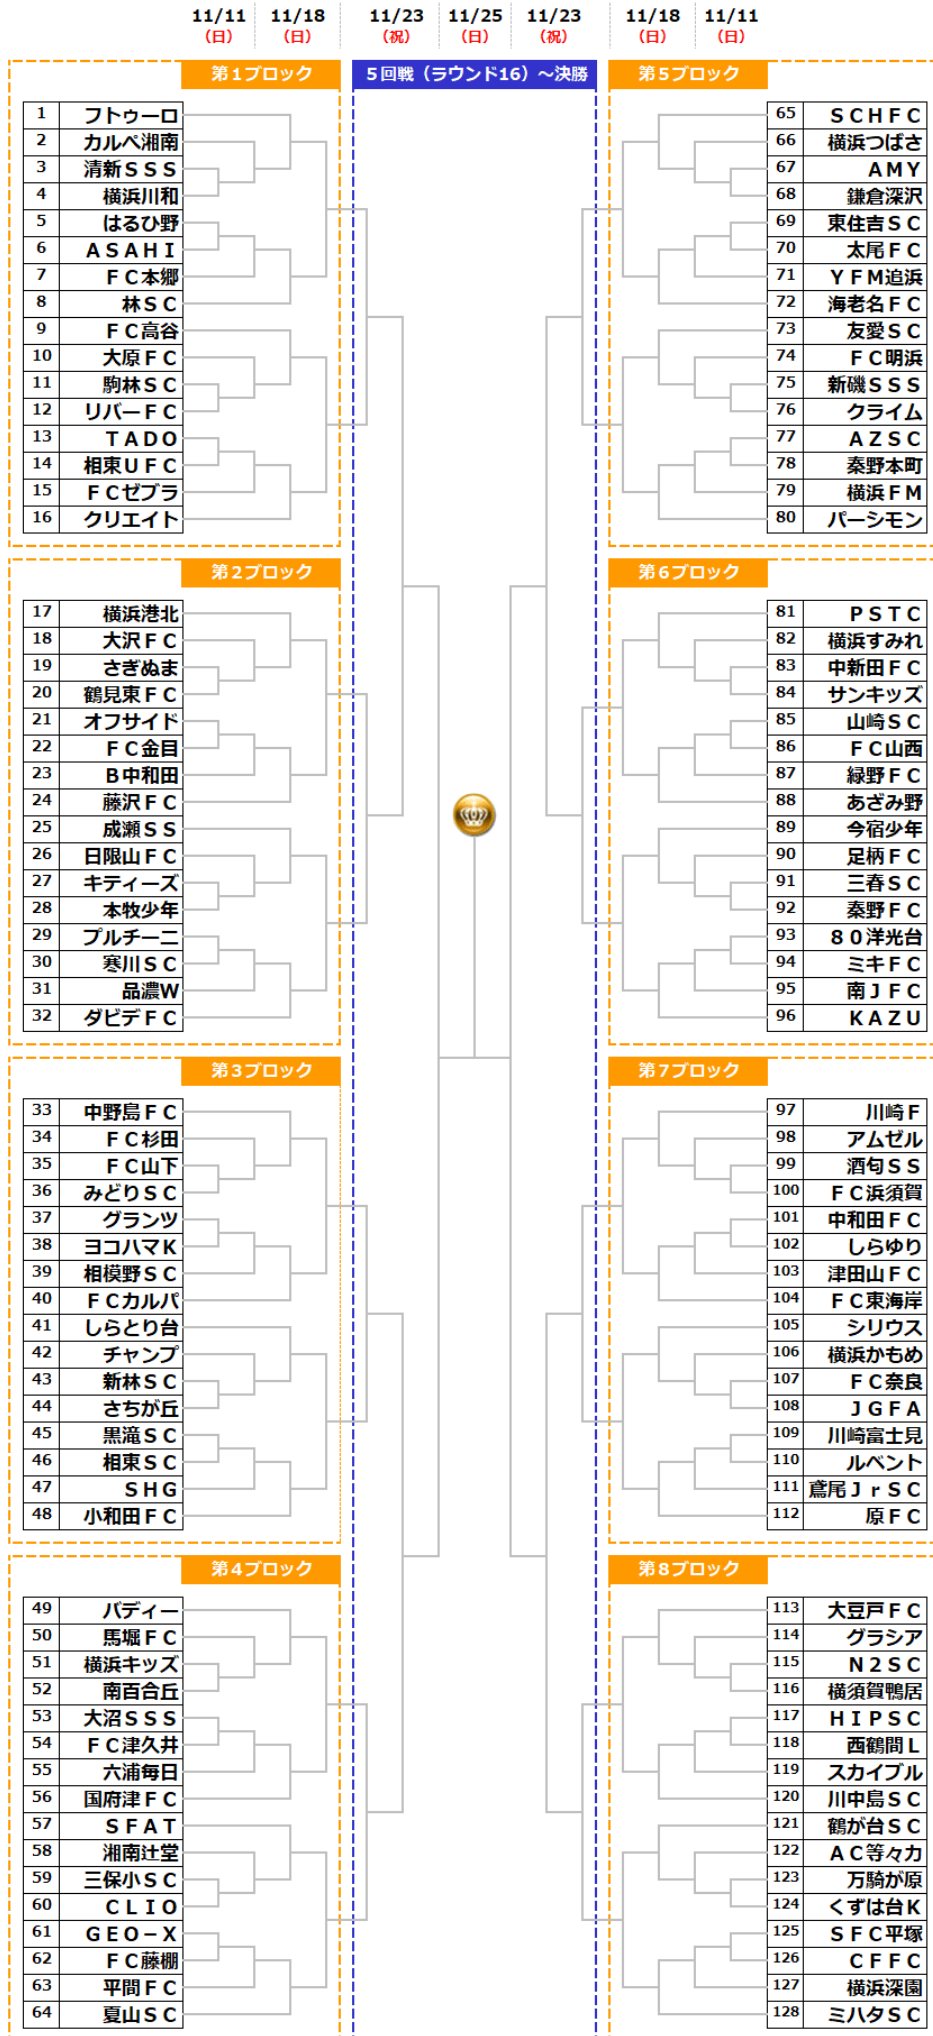 11/11 11/18 11/23 11/25 11/23 11/18 11/11
(日) (日) (祝) (日) (祝) (日) (日)
第1ブロック
1 フトゥーロ
2 カルペ湘南
3 清新ＳＳＳ
4 横浜川和
5 はるひ野
6 ＡＳＡＨＩ
7 ＦＣ本郷
8 林ＳＣ
9 ＦＣ高谷
10 大原ＦＣ
11 駒林ＳＣ
12 リバーＦＣ
13 ＴＡＤＯ
14 相東ＵＦＣ
15 ＦＣゼブラ
16 クリエイト
第2ブロック
17 横浜港北
18 大沢ＦＣ
19 さぎぬま
20 鶴見東ＦＣ
21 オフサイド
22 ＦＣ金目
23 Ｂ中和田
24 藤沢ＦＣ
25 成瀬ＳＳ
26 日限山ＦＣ
27 キティーズ
28 本牧少年
29 プルチーニ
30 寒川ＳＣ
31 品濃Ｗ
32 ダビデＦＣ
第3ブロック
33 中野島ＦＣ
34 ＦＣ杉田
35 ＦＣ山下
36 みどりＳＣ
37 グランツ
38 ヨコハマＫ
39 相模野ＳＣ
40 ＦＣカルパ
41 しらとり台
42 チャンプ
43 新林ＳＣ
44 さちが丘
45 黒滝ＳＣ
46 相東ＳＣ
47 ＳＨＧ
48 小和田ＦＣ
第4ブロック
49 バディー
50 馬堀ＦＣ
51 横浜キッズ
52 南百合丘
53 大沼ＳＳＳ
54 ＦＣ津久井
55 六浦毎日
56 国府津ＦＣ
57 ＳＦＡＴ
58 湘南辻堂
59 三保小ＳＣ
60 ＣＬＩＯ
61 ＧＥＯ－Ｘ
62 ＦＣ藤棚
63 平間ＦＣ
64 夏山ＳＣ
５回戦（ラウンド16）～決勝
第5ブロック
65 ＳＣＨＦＣ
66 横浜つばさ
67 ＡＭＹ
68 鎌倉深沢
69 東住吉ＳＣ
70 太尾ＦＣ
71 ＹＦＭ追浜
72 海老名ＦＣ
73 友愛ＳＣ
74 ＦＣ明浜
75 新磯ＳＳＳ
76 クライム
77 ＡＺＳＣ
78 秦野本町
79 横浜ＦＭ
80 パーシモン
第6ブロック
81 ＰＳＴＣ
82 横浜すみれ
83 中新田ＦＣ
84 サンキッズ
85 山崎ＳＣ
86 ＦＣ山西
87 緑野ＦＣ
88 あざみ野
89 今宿少年
90 足柄ＦＣ
91 三春ＳＣ
92 秦野ＦＣ
93 ８０洋光台
94 ミキＦＣ
95 南ＪＦＣ
96 ＫＡＺＵ
第7ブロック
97 川崎Ｆ
98 アムゼル
99 酒匂ＳＳ
100 ＦＣ浜須賀
101 中和田ＦＣ
102 しらゆり
103 津田山ＦＣ
104 ＦＣ東海岸
105 シリウス
106 横浜かもめ
107 ＦＣ奈良
108 ＪＧＦＡ
109 川崎富士見
110 ルベント
111 鳶尾ＪｒＳＣ
112 原ＦＣ
第8ブロック
113 大豆戸ＦＣ
114 グラシア
115 Ｎ２ＳＣ
116 横須賀鴨居
117 ＨＩＰＳＣ
118 西鶴間Ｌ
119 スカイブル
120 川中島ＳＣ
121 鶴が台ＳＣ
122 ＡＣ等々力
123 万騎が原
124 くずは台Ｋ
125 ＳＦＣ平塚
126 ＣＦＦＣ
127 横浜深園
128 ミハタＳＣ